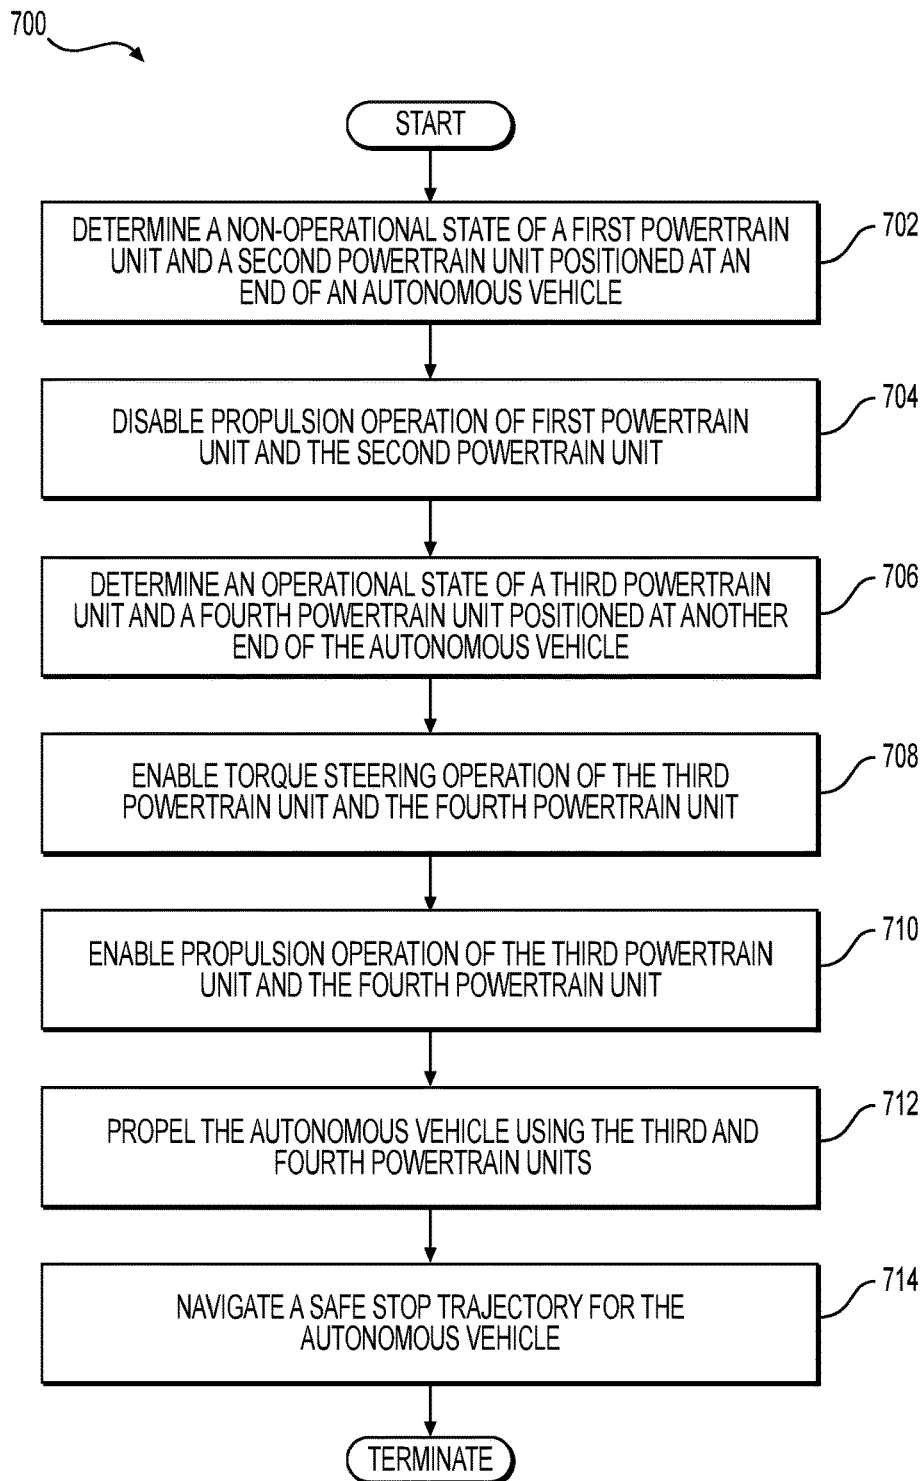 700
START
DETERMINE A NON-OPERATIONAL STATE OF A FIRST POWERTRAIN
UNIT AND A SECOND POWERTRAIN UNIT POSITIONED AT AN
END OF AN AUTONOMOUS VEHICLE
702
DISABLE PROPULSION OPERATION OF FIRST POWERTRAIN
UNIT AND THE SECOND POWERTRAIN UNIT
704
DETERMINE AN OPERATIONAL STATE OF A THIRD POWERTRAIN
UNIT AND A FOURTH POWERTRAIN UNIT POSITIONED AT ANOTHER
END OF THE AUTONOMOUS VEHICLE
706
ENABLE TORQUE STEERING OPERATION OF THE THIRD
POWERTRAIN UNIT AND THE FOURTH POWERTRAIN UNIT
708
ENABLE PROPULSION OPERATION OF THE THIRD POWERTRAIN
UNIT AND THE FOURTH POWERTRAIN UNIT
710
PROPEL THE AUTONOMOUS VEHICLE USING THE THIRD AND
FOURTH POWERTRAIN UNITS
712
NAVIGATE A SAFE STOP TRAJECTORY FOR THE
AUTONOMOUS VEHICLE
714
TERMINATE